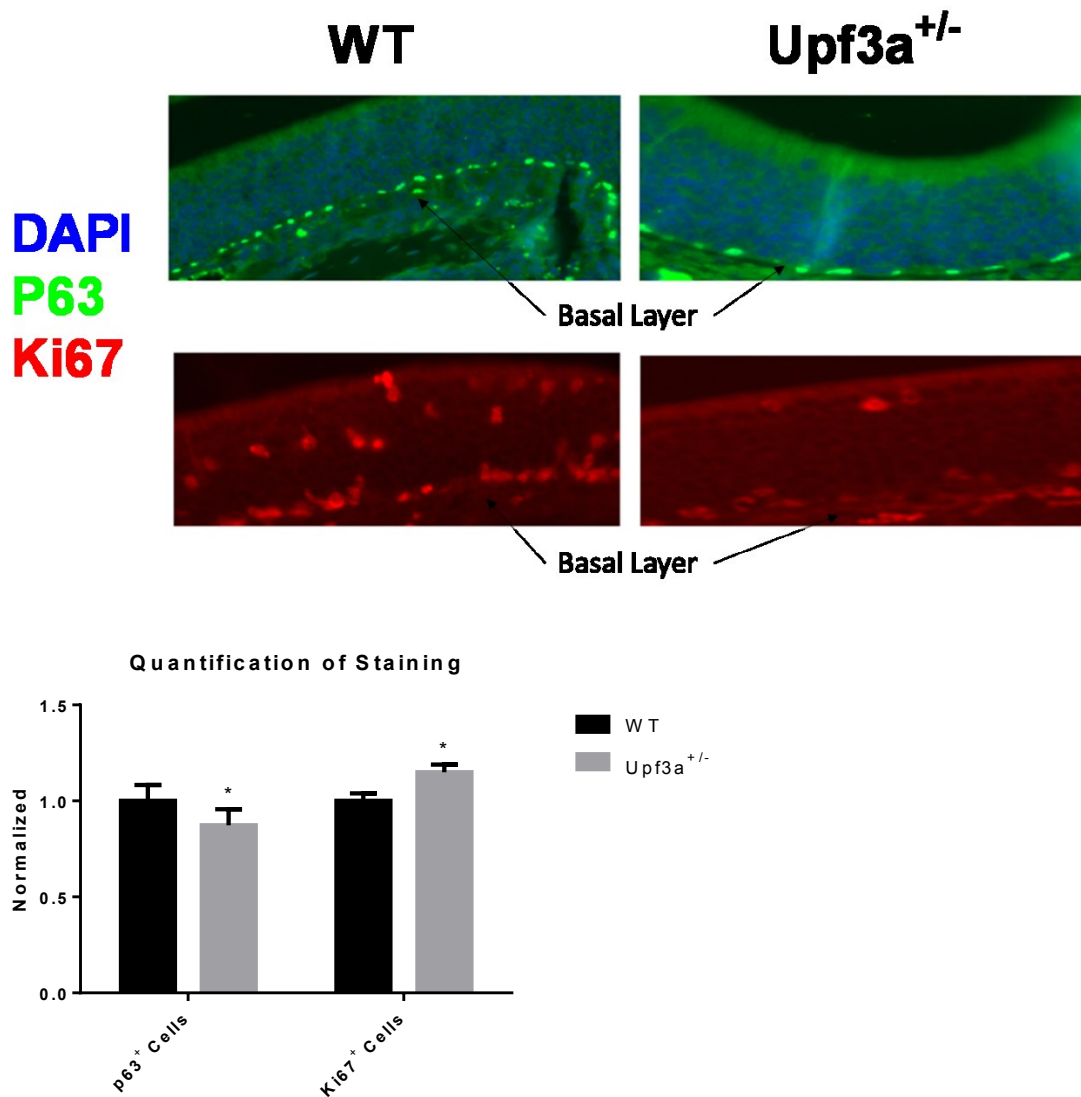 WT Upf3a+/-
DAPI
P63
Ki67
Basal Layer
Basal Layer
Quantification of Staining
WT
Upf3a+/-
Normalized
1.5
1.0
0.5
0.0
*
*
p63+ Cells
Ki67+ Cells